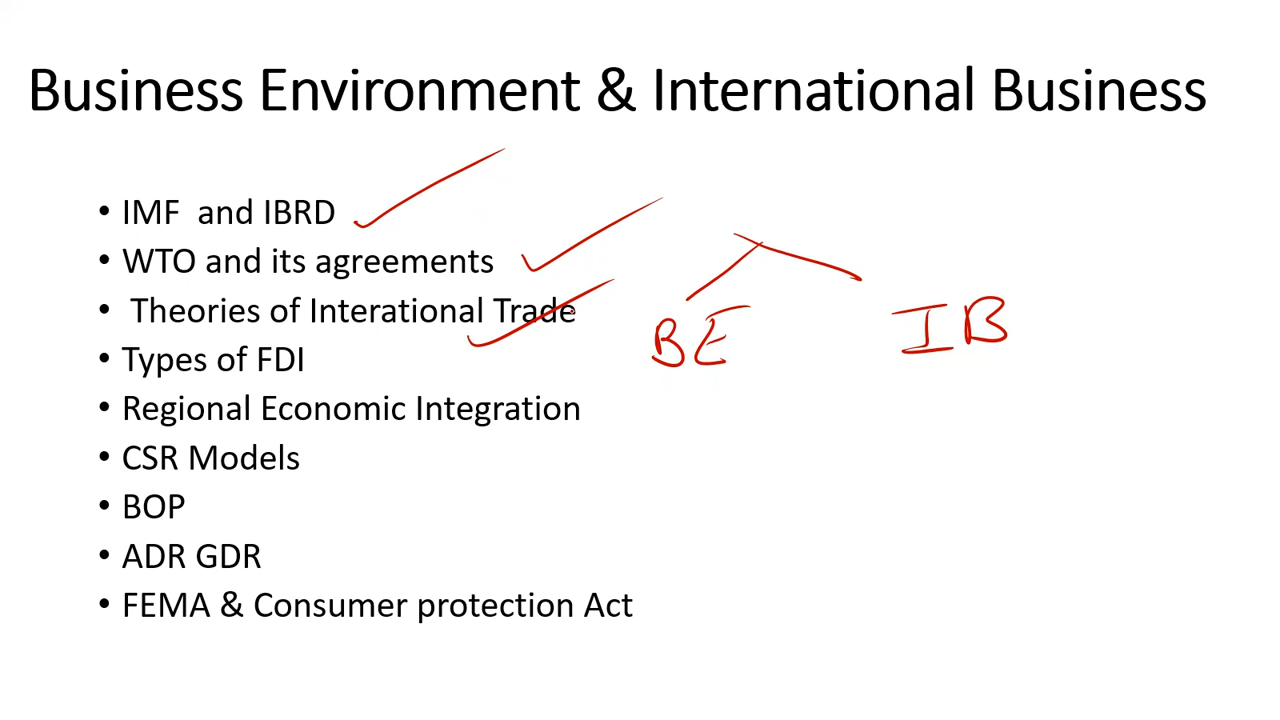 Business Environment & International Business
• IMF and IBRD
• WTO and its agreements
• Theories of Interational Trade
• Types of FDI
• Regional Economic Integration
• CSR Models
• BOP
• ADR GDR
• FEMA & Consumer protection Act
BE IB